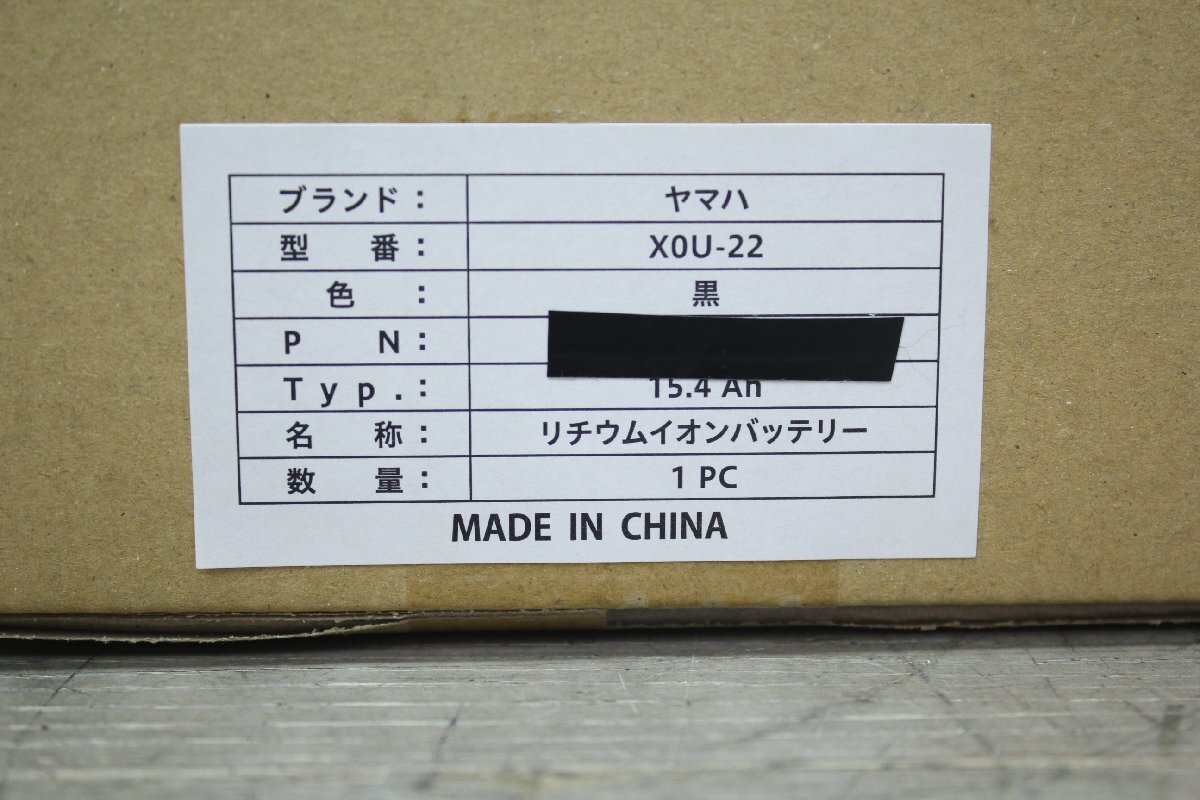 ブランド： ヤマハ
型 番： X0U-22
色 ： 黒
P N：
Typ.： 15.4 Ah
名 称： リチウムイオンバッテリー
数 量： 1 PC
MADE IN CHINA